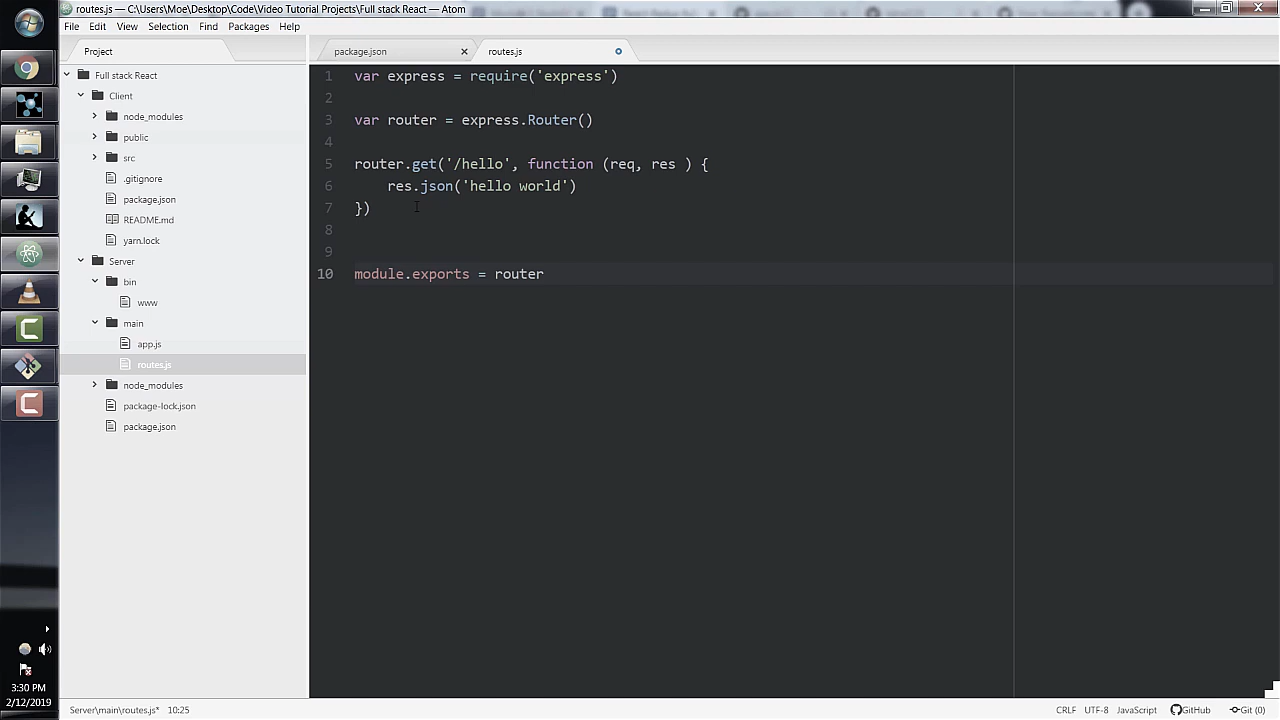 routes.js — C:\Users\Moe\Desktop\Code\Video Tutorial Projects\Full stack React — Atom
File Edit View Selection Find Packages Help
Project
package.json
routes.js
Full stack React
Client
node_modules
public
src
.gitignore
package.json
README.md
yarn.lock
Server
bin
www
main
app.js
routes.js
node_modules
package-lock.json
package.json
1 var express = require('express')
2
3 var router = express.Router()
4
5 router.get('/hello', function (req, res ) {
6 res.json('hello world')
7 })
8
9
10 module.exports = router
3:30 PM
2/12/2019
Server\main\routes.js* 10:25
CRLF UTF-8 JavaScript GitHub Git (0)